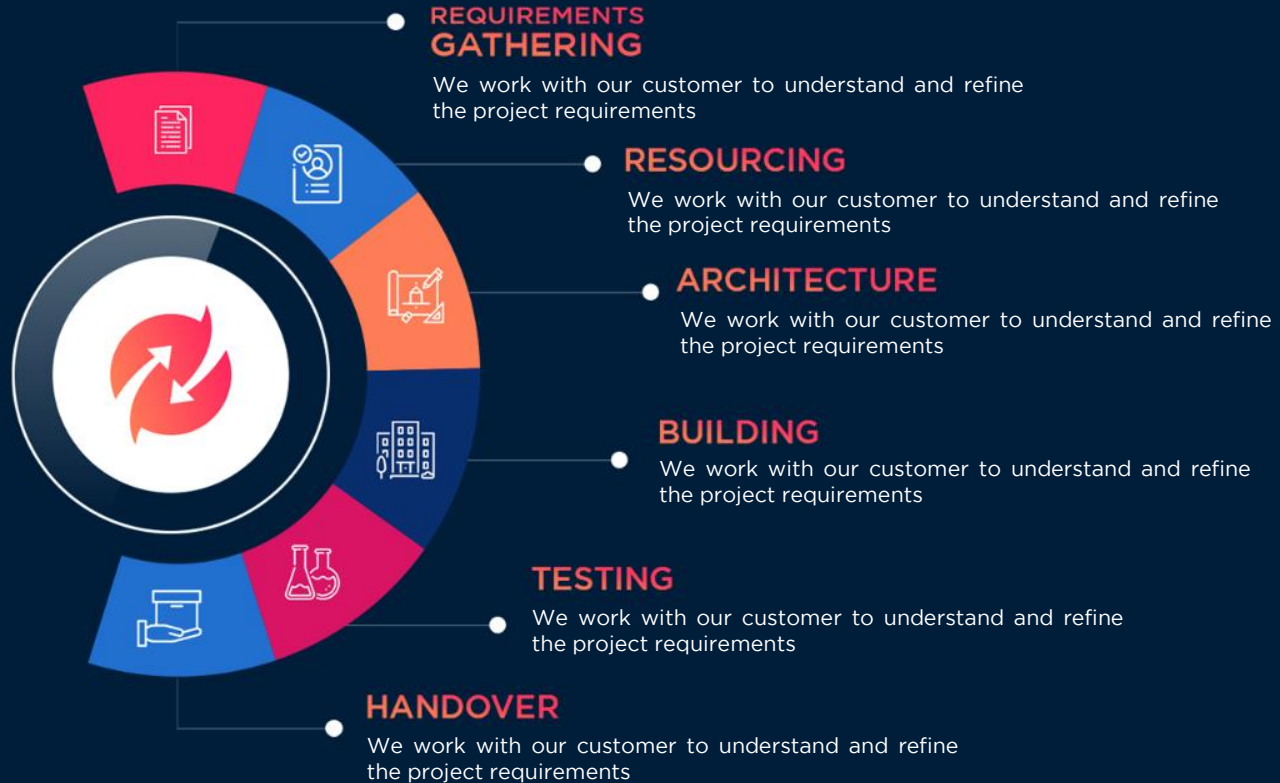 REQUIREMENTS
GATHERING
We work with our customer to understand and refine
the project requirements
RESOURCING
We work with our customer to understand and refine
the project requirements
ARCHITECTURE
We work with our customer to understand and refine
the project requirements
BUILDING
We work with our customer to understand and refine
the project requirements
TESTING
We work with our customer to understand and refine
the project requirements
HANDOVER
We work with our customer to understand and refine
the project requirements